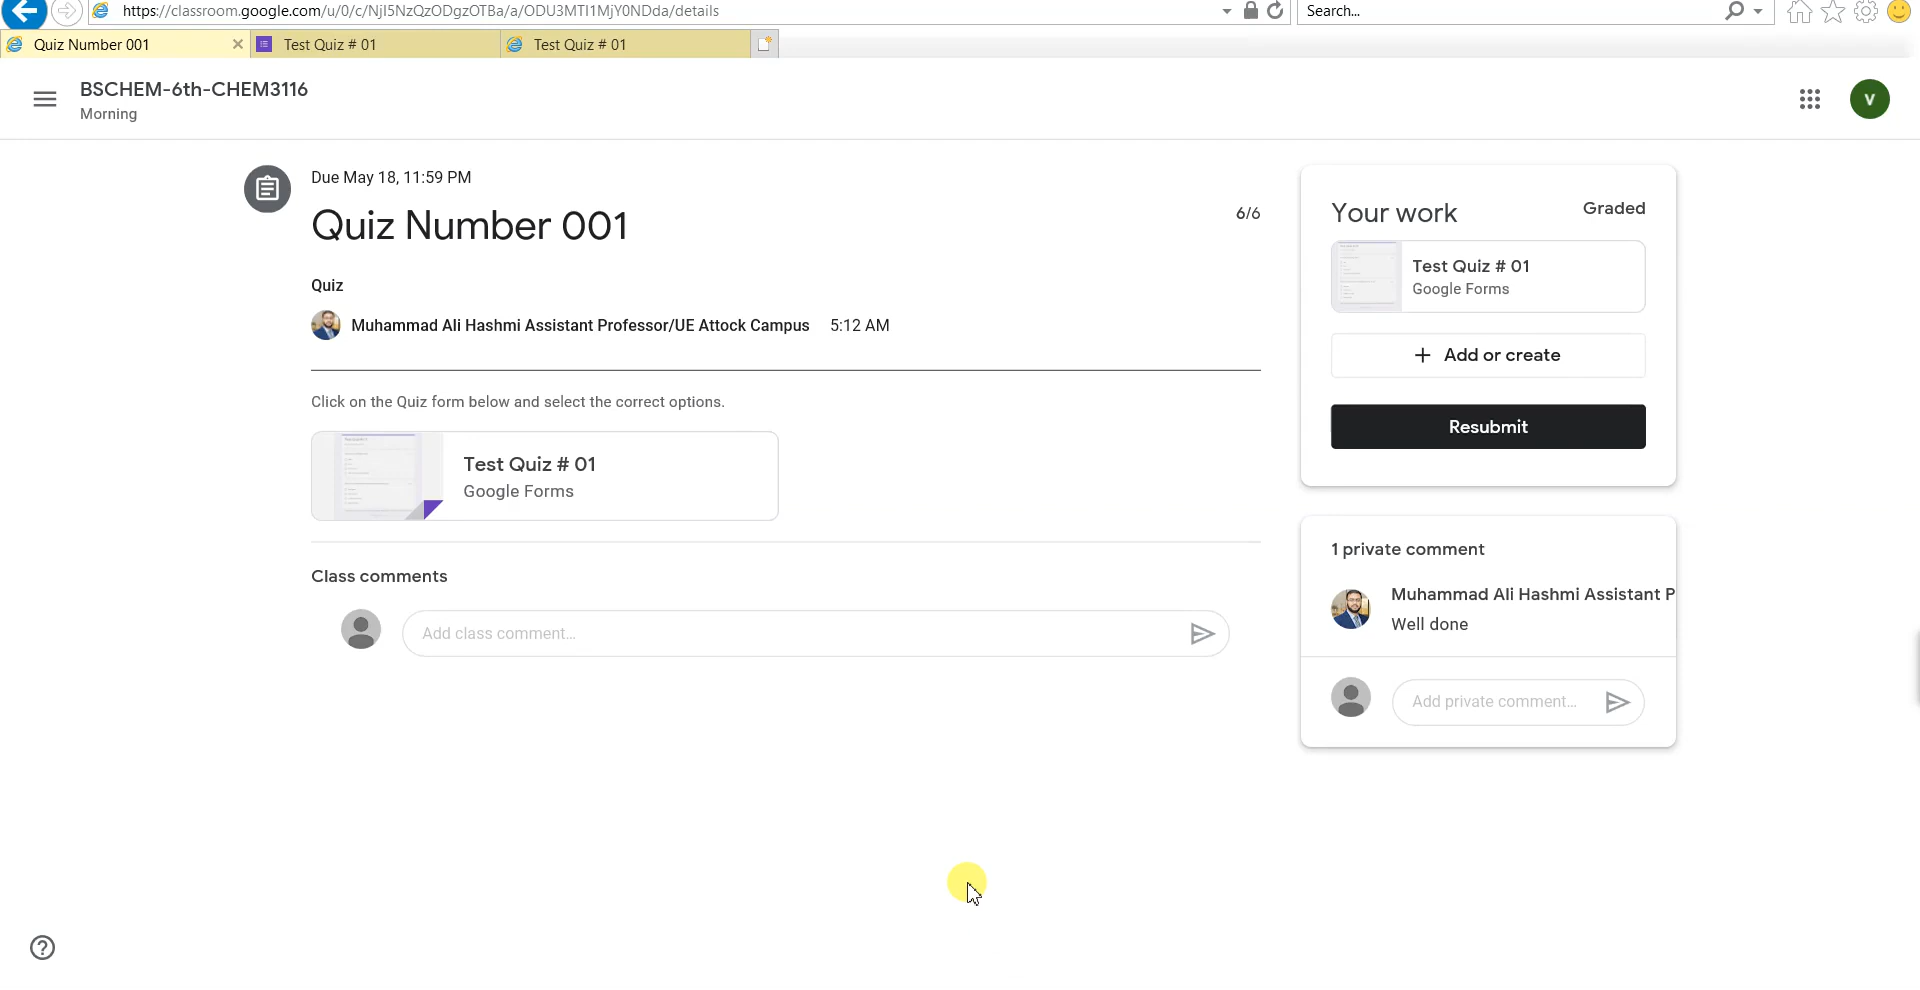 https://classroom.google.com/u/0/c/NjI5NzQzODgzOTBa/a/ODU3MTI1MjY0NDda/details
Search...
Quiz Number 001
Test Quiz # 01
Test Quiz # 01
BSCHEM-6th-CHEM3116
Morning
V
Due May 18, 11:59 PM
Quiz Number 001
6/6
Quiz
Muhammad Ali Hashmi Assistant Professor/UE Attock Campus 5:12 AM
Click on the Quiz form below and select the correct options.
Test Quiz # 01
Google Forms
Class comments
Add class comment...
Your work
Graded
Test Quiz # 01
Google Forms
+ Add or create
Resubmit
1 private comment
Muhammad Ali Hashmi Assistant P
Well done
Add private comment...